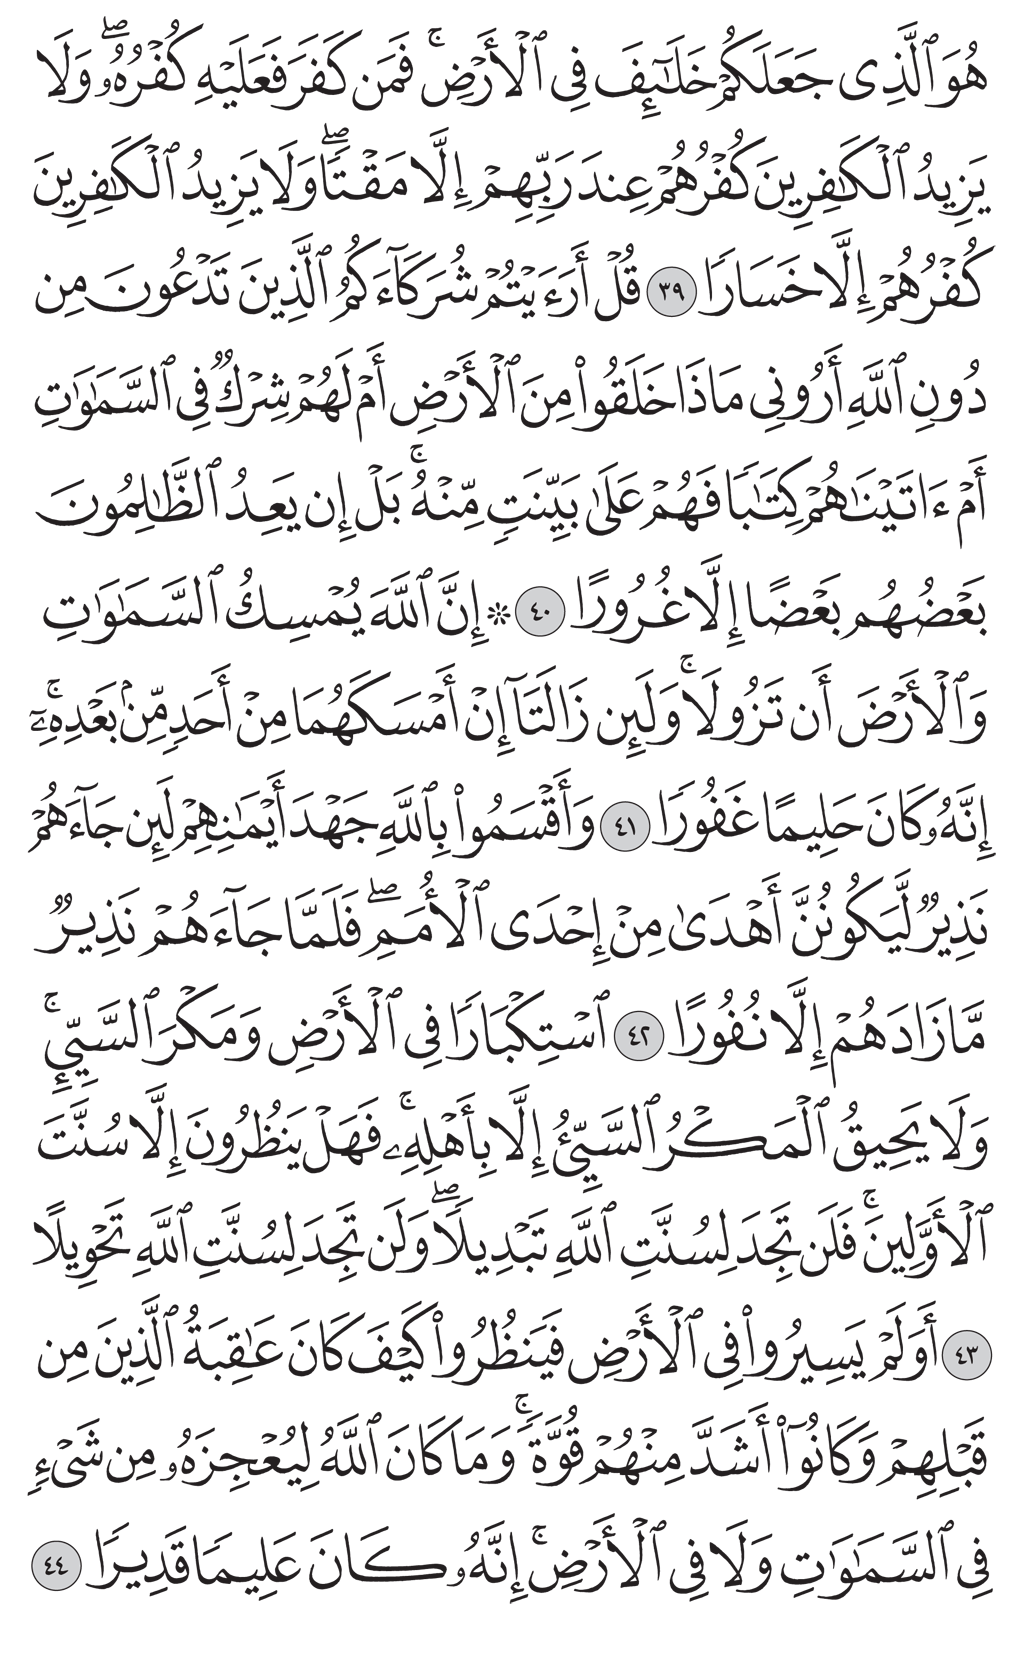 هُوَ ٱلَّذِى جَعَلَكُمْ خَلَٰٓئِفَ فِى ٱلْأَرْضِ ۚ فَمَن كَفَرَ فَعَلَيْهِ كُفْرُهُۥ ۖ وَلَا
يَزِيدُ ٱلْكَٰفِرِينَ كُفْرُهُمْ عِندَ رَبِّهِمْ إِلَّا مَقْتًا ۖ وَلَا يَزِيدُ ٱلْكَٰفِرِينَ
كُفْرُهُمْ إِلَّا خَسَارًا ٣٩ قُلْ أَرَءَيْتُمْ شُرَكَآءَكُمُ ٱلَّذِينَ تَدْعُونَ مِن
دُونِ ٱللَّهِ أَرُونِى مَاذَا خَلَقُوا۟ مِنَ ٱلْأَرْضِ أَمْ لَهُمْ شِرْكٌ فِى ٱلسَّمَٰوَٰتِ
أَمْ ءَاتَيْنَٰهُمْ كِتَٰبًا فَهُمْ عَلَىٰ بَيِّنَتٍ مِّنْهُ ۚ بَلْ إِن يَعِدُ ٱلظَّٰلِمُونَ
بَعْضُهُم بَعْضًا إِلَّا غُرُورًا ٤٠ ۞ إِنَّ ٱللَّهَ يُمْسِكُ ٱلسَّمَٰوَٰتِ
وَٱلْأَرْضَ أَن تَزُولَا ۚ وَلَئِن زَالَتَآ إِنْ أَمْسَكَهُمَا مِنْ أَحَدٍ مِّنۢ بَعْدِهِۦٓ ۚ
إِنَّهُۥ كَانَ حَلِيمًا غَفُورًا ٤١ وَأَقْسَمُوا۟ بِٱللَّهِ جَهْدَ أَيْمَٰنِهِمْ لَئِن جَآءَهُمْ
نَذِيرٌ لَّيَكُونُنَّ أَهْدَىٰ مِنْ إِحْدَى ٱلْأُمَمِ ۖ فَلَمَّا جَآءَهُمْ نَذِيرٌ
مَّا زَادَهُمْ إِلَّا نُفُورًا ٤٢ ٱسْتِكْبَارًا فِى ٱلْأَرْضِ وَمَكْرَ ٱلسَّيِّئِ ۚ
وَلَا يَحِيقُ ٱلْمَكْرُ ٱلسَّيِّئُ إِلَّا بِأَهْلِهِۦ ۚ فَهَلْ يَنظُرُونَ إِلَّا سُنَّتَ
ٱلْأَوَّلِينَ ۚ فَلَن تَجِدَ لِسُنَّتِ ٱللَّهِ تَبْدِيلًا ۖ وَلَن تَجِدَ لِسُنَّتِ ٱللَّهِ تَحْوِيلًا
٤٣ أَوَلَمْ يَسِيرُوا۟ فِى ٱلْأَرْضِ فَيَنظُرُوا۟ كَيْفَ كَانَ عَٰقِبَةُ ٱلَّذِينَ مِن
قَبْلِهِمْ وَكَانُوٓا۟ أَشَدَّ مِنْهُمْ قُوَّةً ۚ وَمَا كَانَ ٱللَّهُ لِيُعْجِزَهُۥ مِن شَىْءٍ
فِى ٱلسَّمَٰوَٰتِ وَلَا فِى ٱلْأَرْضِ ۚ إِنَّهُۥ كَانَ عَلِيمًا قَدِيرًا ٤٤